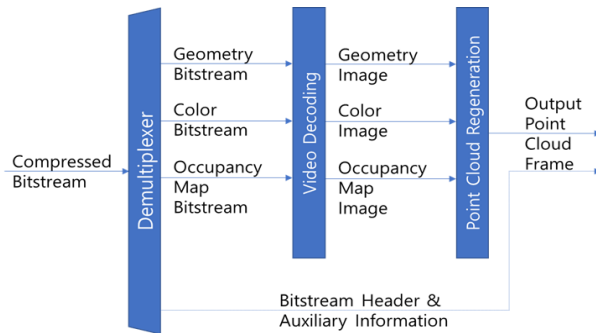 Compressed
Bitstream
Demultiplexer
Geometry
Bitstream
Color
Bitstream
Occupancy
Map
Bitstream
Video Decoding
Geometry
Image
Color
Image
Occupancy
Map
Image
Point Cloud Regeneration
Output
Point
Cloud
Frame
Bitstream Header &
Auxiliary Information